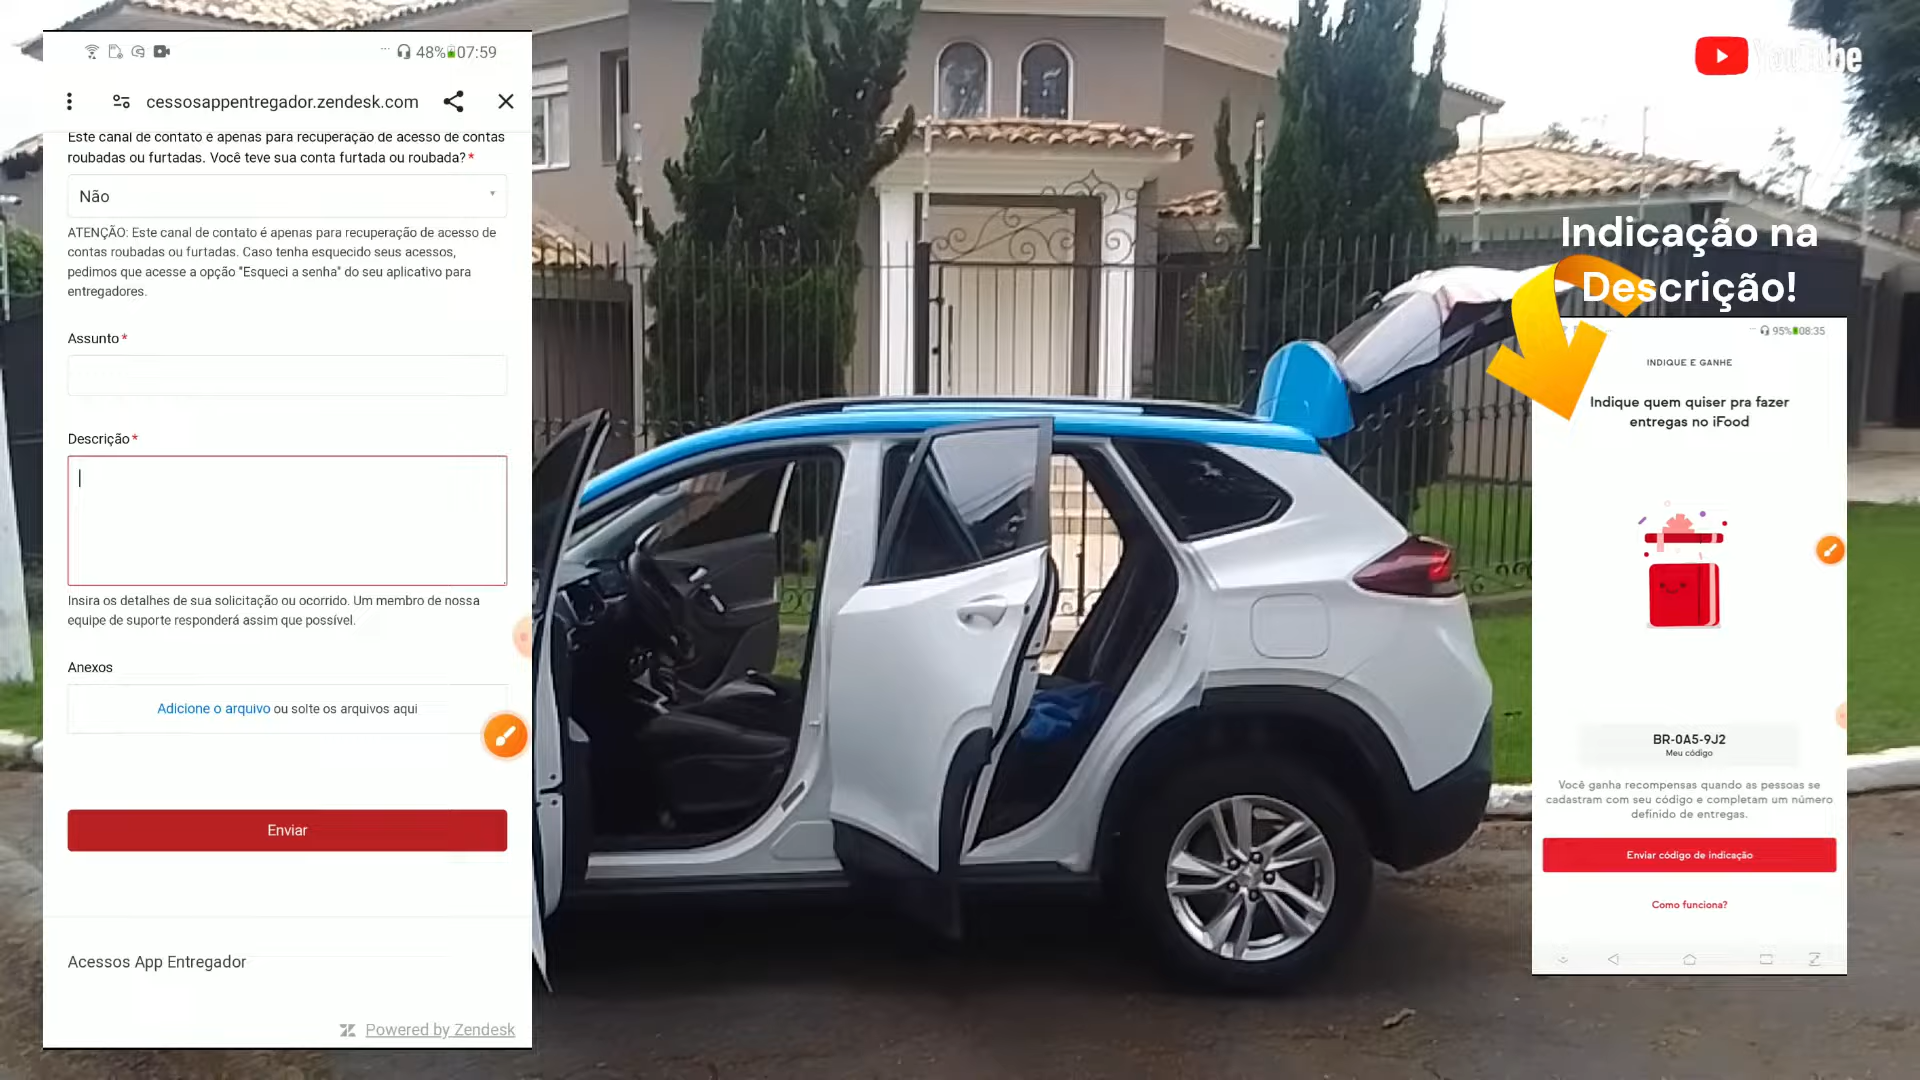 48% 07:59
cessosappentregador.zendesk.com
Este canal de contato é apenas para recuperação de acesso de contas
roubadas ou furtadas. Você teve sua conta furtada ou roubada?*
Não
ATENÇÃO: Este canal de contato é apenas para recuperação de acesso de
contas roubadas ou furtadas. Caso tenha esquecido seus acessos,
pedimos que acesse a opção "Esqueci a senha" do seu aplicativo para
entregadores.
Assunto*
Descrição*
Insira os detalhes de sua solicitação ou ocorrido. Um membro de nossa
equipe de suporte responderá assim que possível.
Anexos
Adicione o arquivo ou solte os arquivos aqui
Enviar
Acessos App Entregador
Powered by Zendesk
YouTube
Indicação na
Descrição!
95% 08:35
INDIQUE E GANHE
Indique quem quiser pra fazer
entregas no iFood
BR-0A5-9J2
Meu código
Você ganha recompensas quando as pessoas se
cadastram com seu código e completam um número
definido de entregas.
Enviar código de indicação
Como funciona?